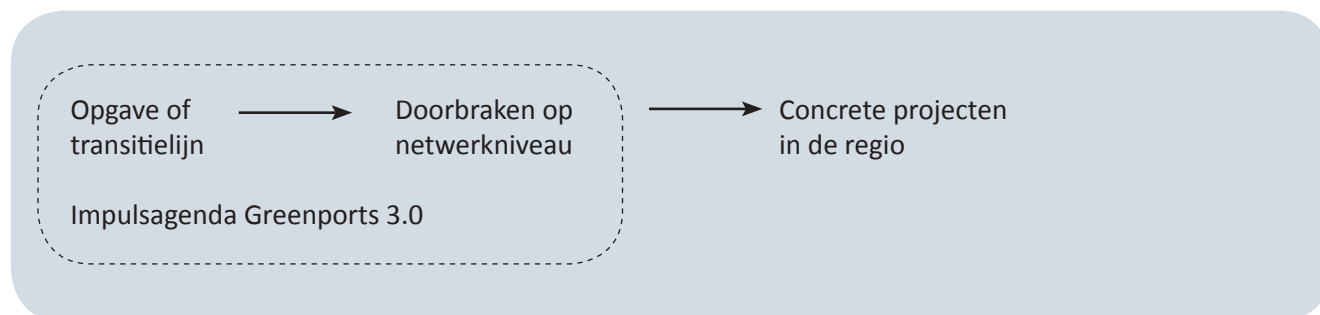 Opgave of
transitielijn
Doorbraken op
netwerkniveau
Concrete projecten
in de regio
Impulsagenda Greenports 3.0